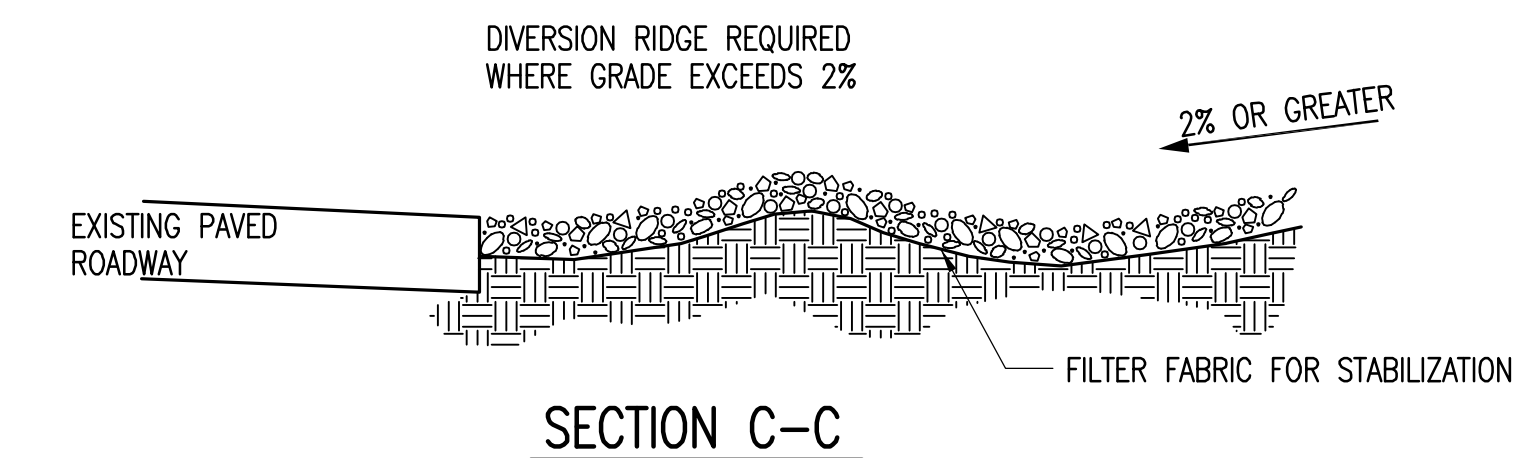 DIVERSION RIDGE REQUIRED
WHERE GRADE EXCEEDS 2%
2% OR GREATER
EXISTING PAVED
ROADWAY
FILTER FABRIC FOR STABILIZATION
SECTION C-C